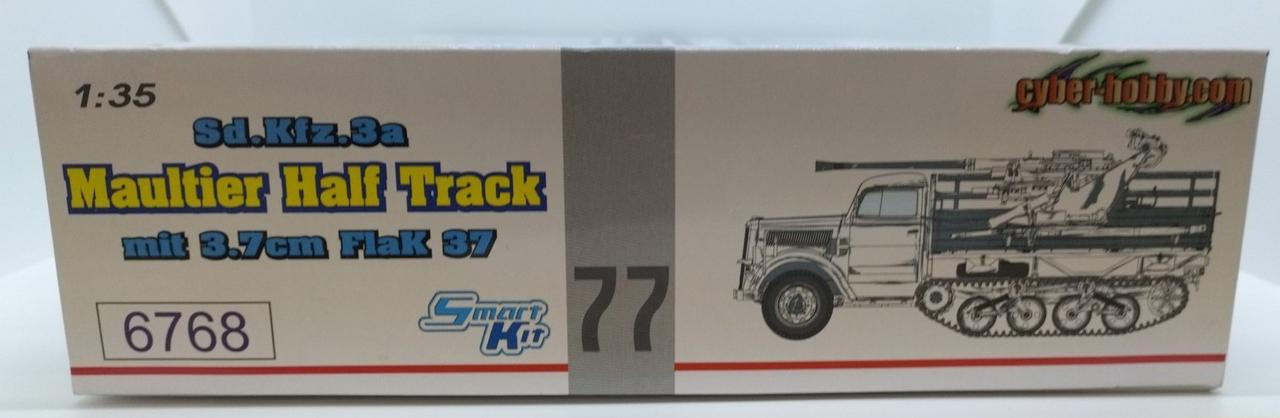 1:35
Sd.Kfz.3a
Maultier Half Track
mit 3.7cm FlaK 37
6768
Smart
Kit
77
cyber-hobby.com